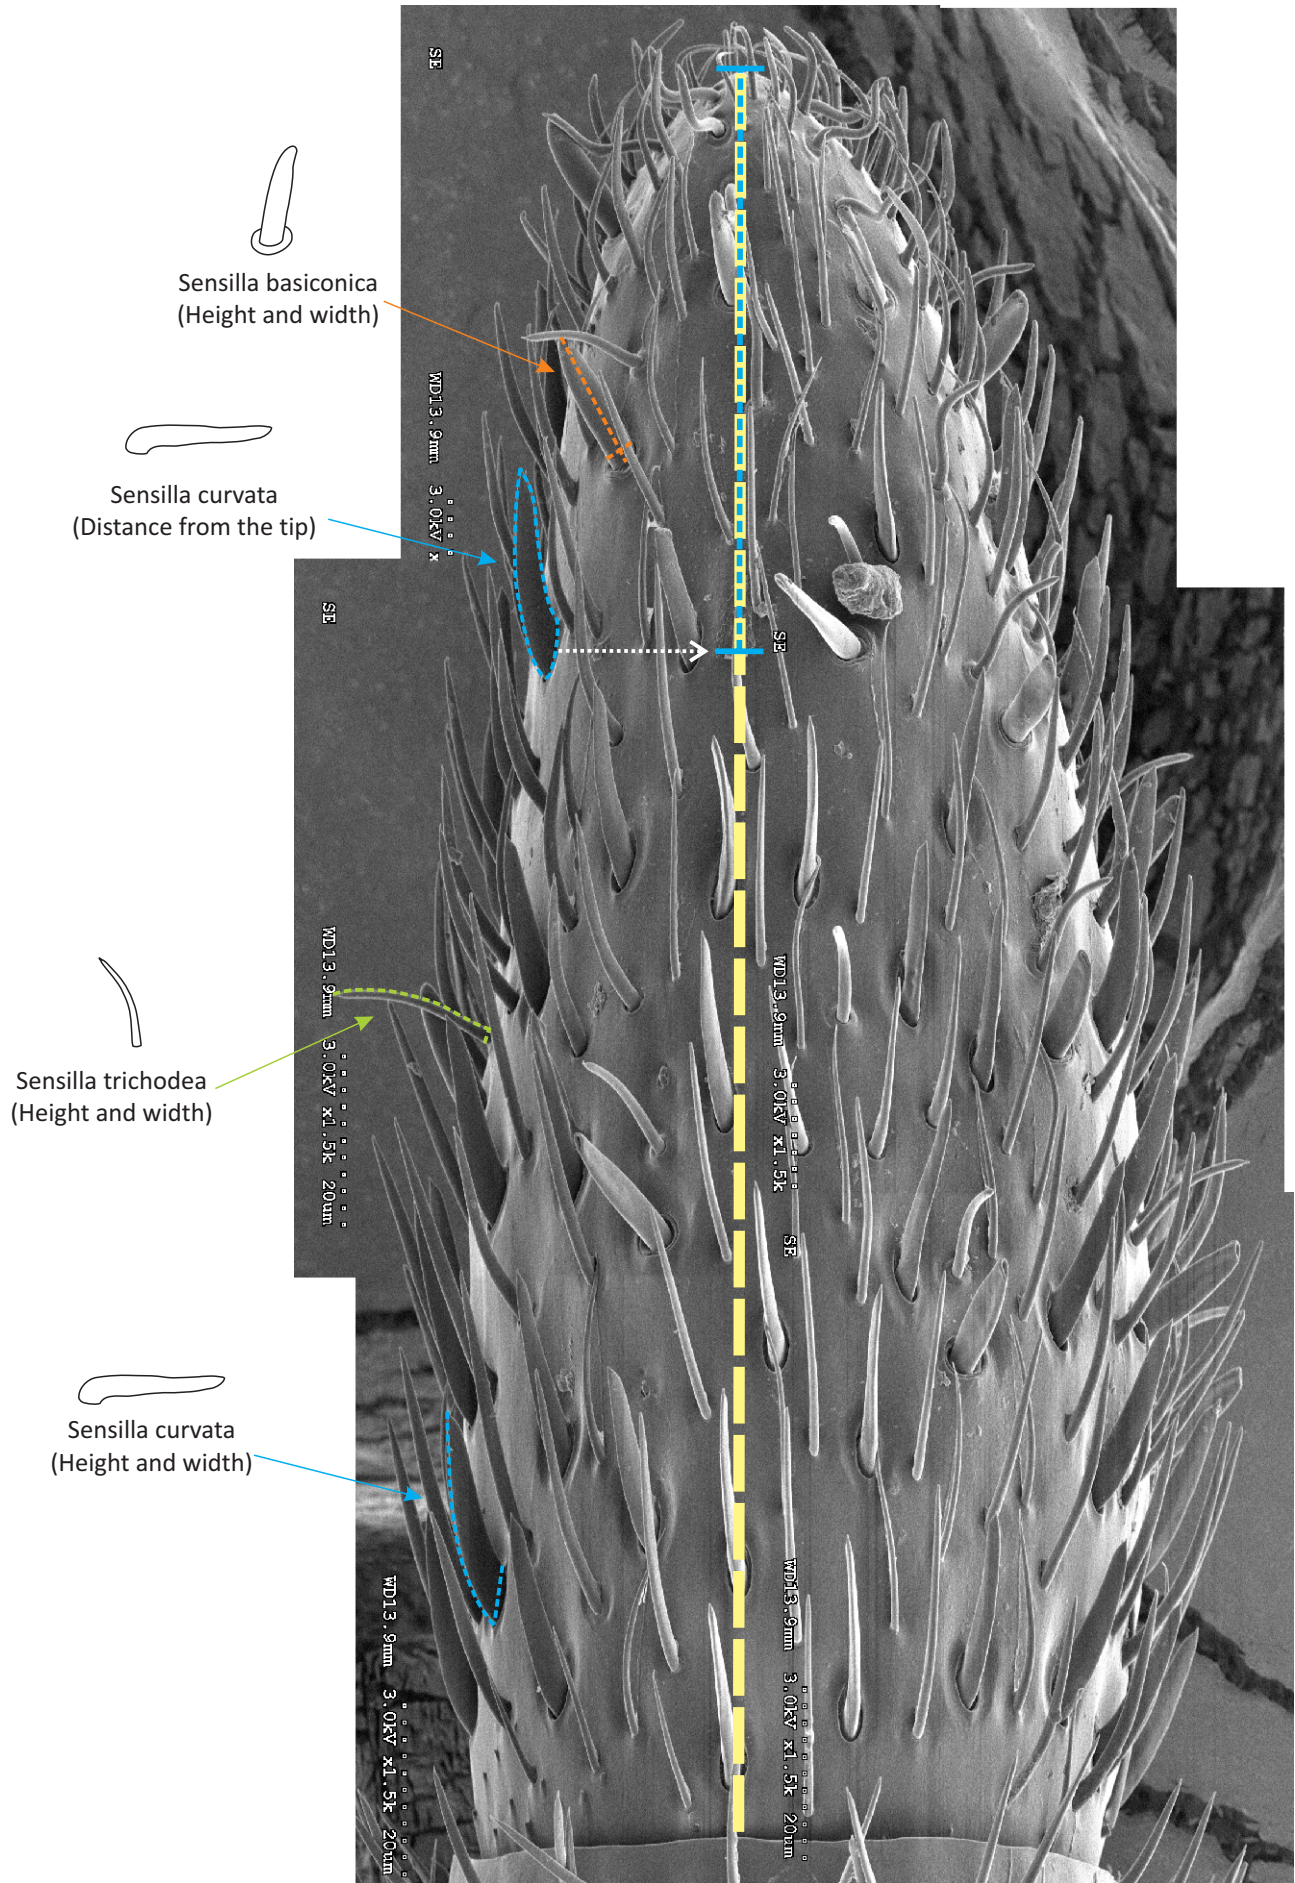 SE
Sensilla basiconica
(Height and width)
WD13.9mm 3.0kV x
Sensilla curvata
(Distance from the tip)
SE
SE
WD13.9mm 3.0kV x1.5k 20um
WD13.9mm 3.0kV x1.5k
Sensilla trichodea
(Height and width)
SE
Sensilla curvata
(Height and width)
WD13.9mm 3.0kV x1.5k 20um
WD13.9mm 3.0kV x1.5k 20um